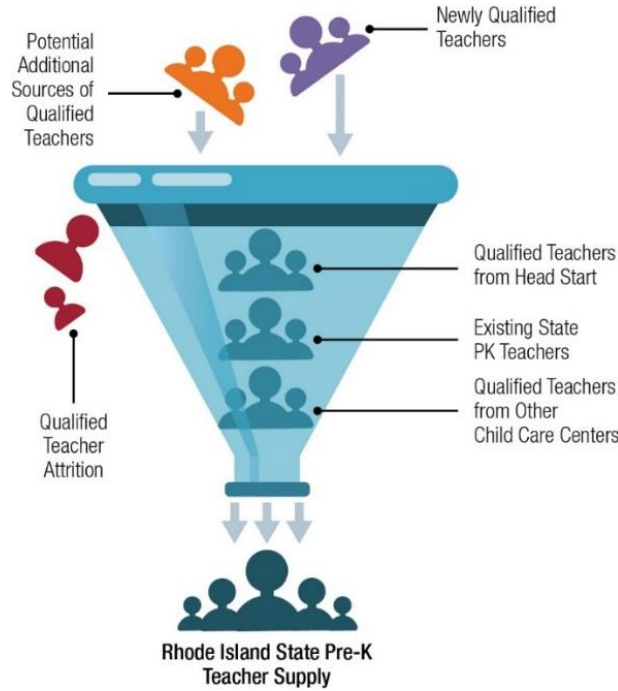 Potential
Additional
Sources of
Qualified
Teachers
Newly Qualified
Teachers
Qualified Teachers
from Head Start
Existing State
PK Teachers
Qualified Teachers
from Other
Child Care Centers
Qualified
Teacher
Attrition
Rhode Island State Pre-K
Teacher Supply